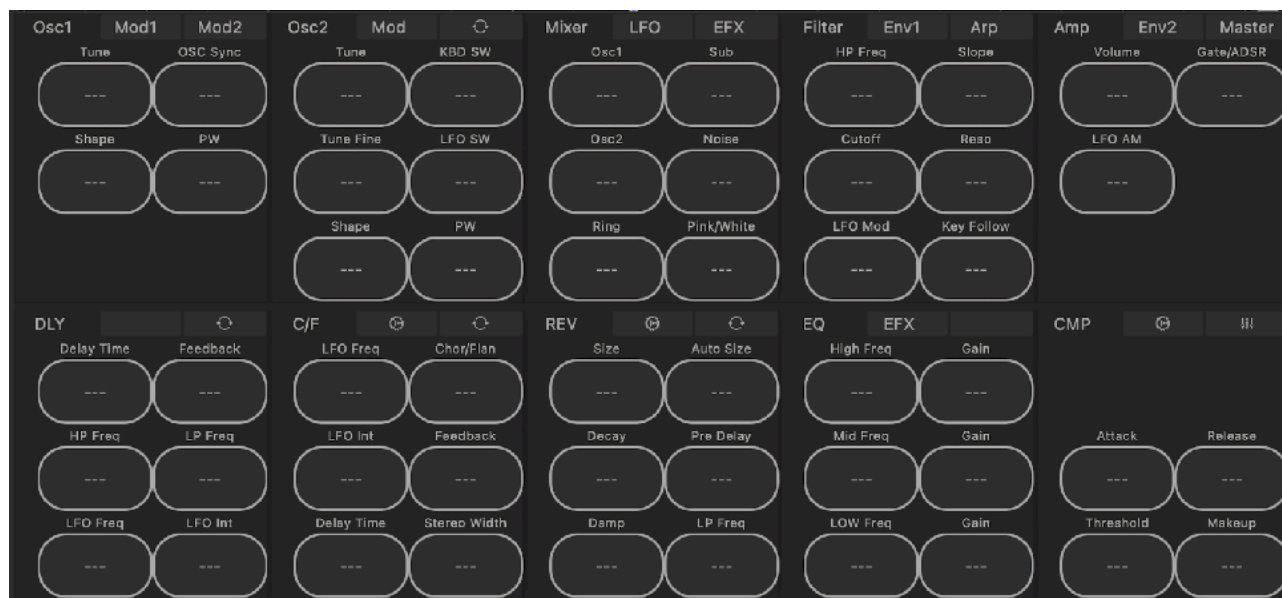 Osc1 Mod1 Mod2 Osc2 Mod Mixer LFO EFX Filter Env1 Arp Amp Env2 Master
Tune OSC Sync Tune KBD SW Osc1 Sub HP Freq Slope Volume Gate/ADSR
--- --- --- --- --- --- --- --- --- ---
Shape PW Tune Fine LFO SW Osc2 Noise Cutoff Reso LFO AM
--- --- --- --- --- --- --- --- ---
Shape PW Ring Pink/White LFO Mod Key Follow
--- --- --- --- --- ---
DLY C/F REV EQ EFX CMP
Delay Time Feedback LFO Freq Chor/Flan Size Auto Size High Freq Gain
--- --- --- --- --- --- --- ---
HP Freq LP Freq LFO Int Feedback Decay Pre Delay Mid Freq Gain Attack Release
--- --- --- --- --- --- --- --- --- ---
LFO Freq LFO Int Delay Time Stereo Width Damp LP Freq LOW Freq Gain Threshold Makeup
--- --- --- --- --- --- --- --- --- ---